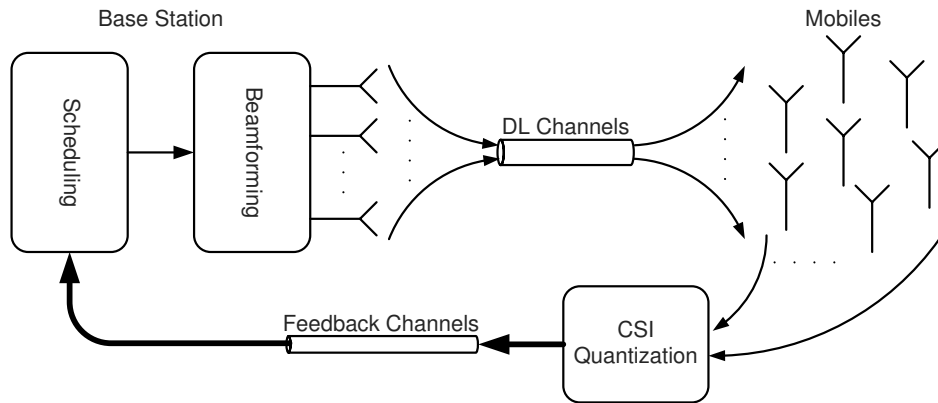 Base Station
Mobiles
Scheduling
Beamforming
DL Channels
Feedback Channels
CSI
Quantization